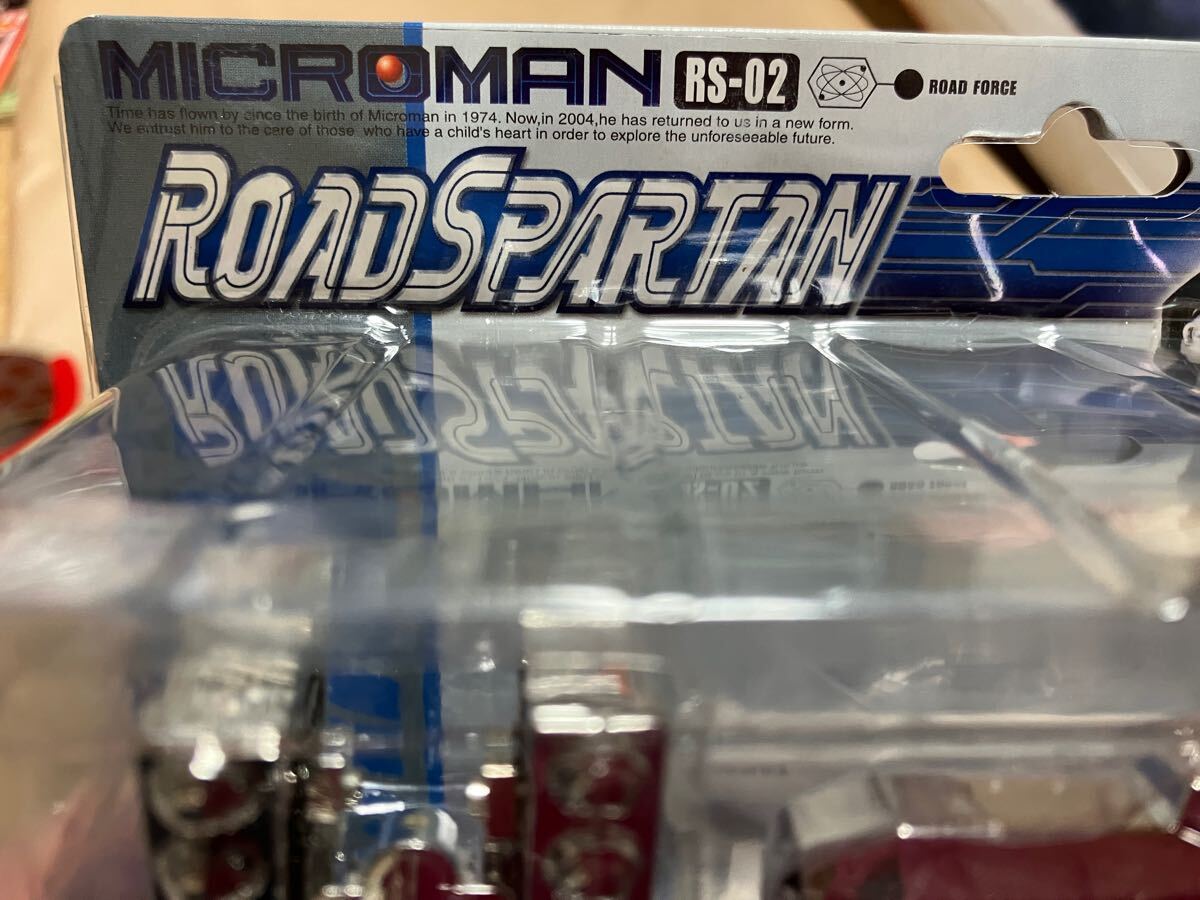 MICROMAN RS-02 ROAD FORCE
Time has flown by since the birth of Microman in 1974. Now,in 2004,he has returned to us in a new form.
We entrust him to the care of those who have a child's heart in order to explore the unforeseeable future.
ROADSPARTAN